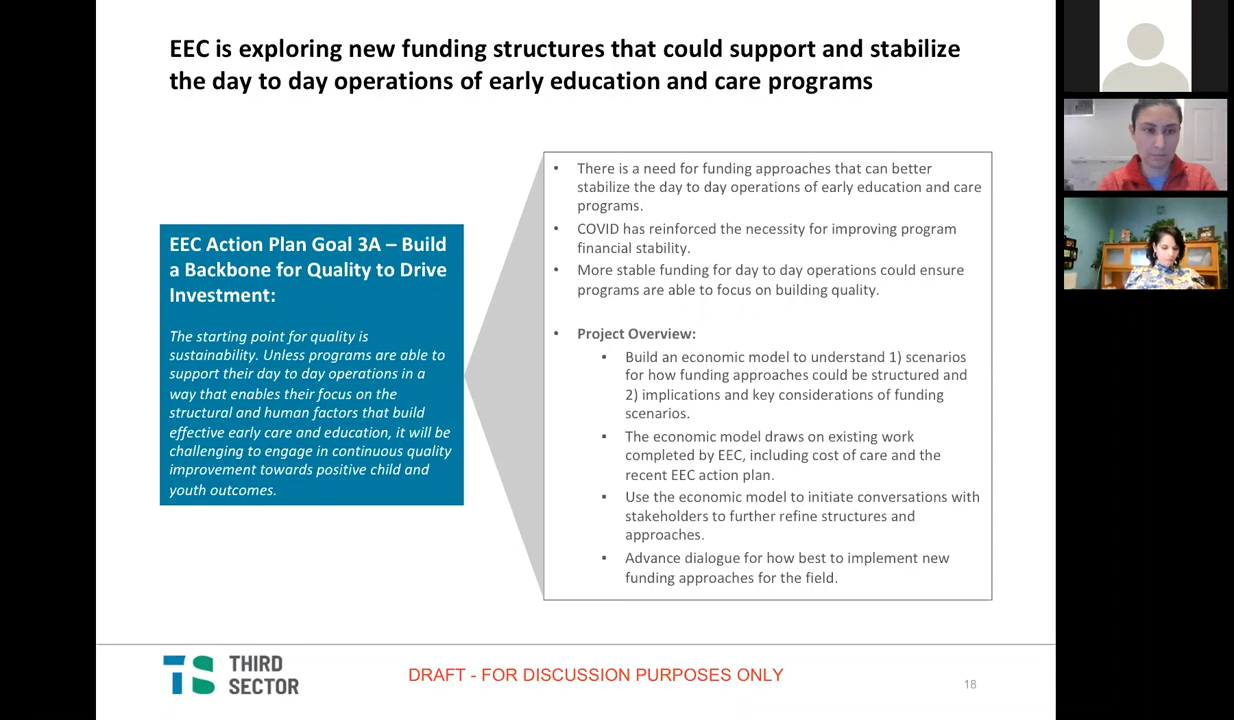 EEC is exploring new funding structures that could support and stabilize
the day to day operations of early education and care programs
EEC Action Plan Goal 3A – Build
a Backbone for Quality to Drive
Investment:
The starting point for quality is
sustainability. Unless programs are able to
support their day to day operations in a
way that enables their focus on the
structural and human factors that build
effective early care and education, it will be
challenging to engage in continuous quality
improvement towards positive child and
youth outcomes.
• There is a need for funding approaches that can better
stabilize the day to day operations of early education and care
programs.
• COVID has reinforced the necessity for improving program
financial stability.
• More stable funding for day to day operations could ensure
programs are able to focus on building quality.
• Project Overview:
▪ Build an economic model to understand 1) scenarios
for how funding approaches could be structured and
2) implications and key considerations of funding
scenarios.
▪ The economic model draws on existing work
completed by EEC, including cost of care and the
recent EEC action plan.
▪ Use the economic model to initiate conversations with
stakeholders to further refine structures and
approaches.
▪ Advance dialogue for how best to implement new
funding approaches for the field.
TS THIRD
SECTOR
DRAFT - FOR DISCUSSION PURPOSES ONLY
18